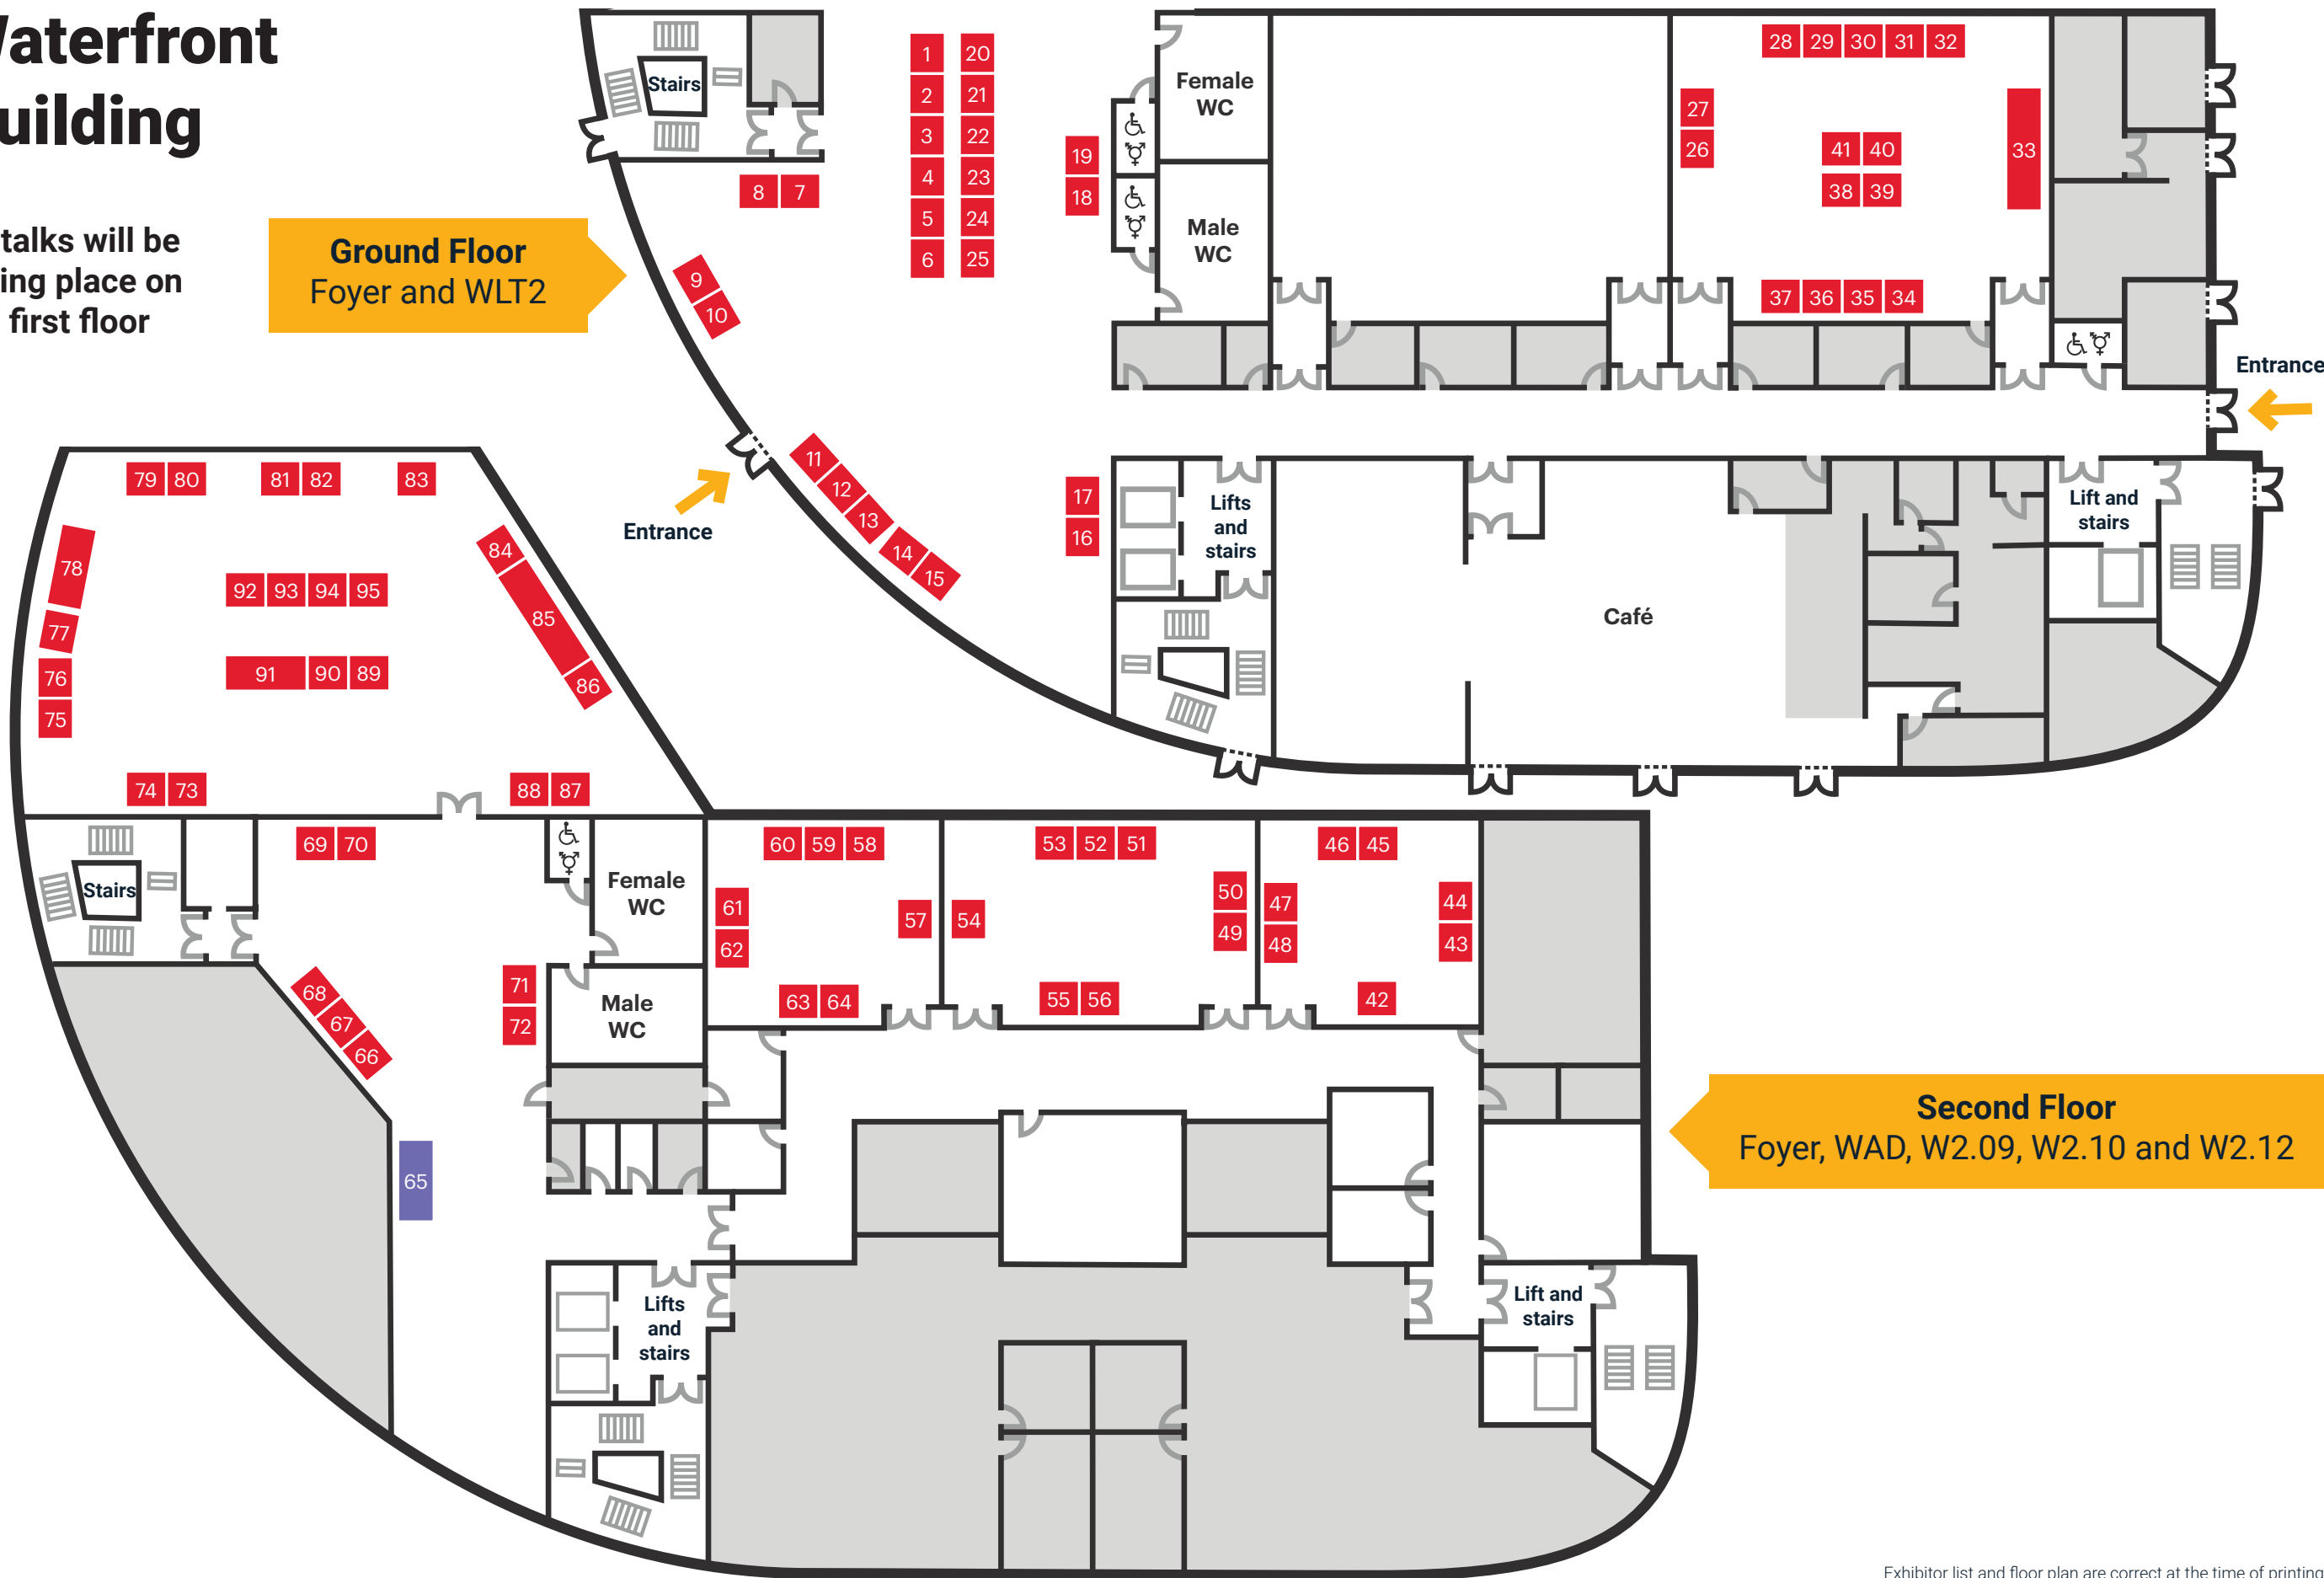 Waterfront
uilding
talks will be
ing place on
first floor
Ground Floor
Foyer and WLT2
Stairs
8 7
9
10
1 20
2 21
3 22
4 23
5 24
6 25
19
18
Female
WC
Male
WC
28 29 30 31 32
27
26
41 40
38 39
33
37 36 35 34
Entrance
Entrance
11
12
13
14
15
17
16
Lifts
and
stairs
Café
Lift and
stairs
79 80 81 82 83
78
77
76
75
92 93 94 95
91 90 89
84
85
86
74 73
88 87
Stairs
69 70
68
67
66
65
71
72
Female
WC
Male
WC
60 59 58
61
62
57
63 64
53 52 51
54
50
49
55 56
46 45
47
48
44
43
42
Second Floor
Foyer, WAD, W2.09, W2.10 and W2.12
Lifts
and
stairs
Lift and
stairs
Exhibitor list and floor plan are correct at the time of printing